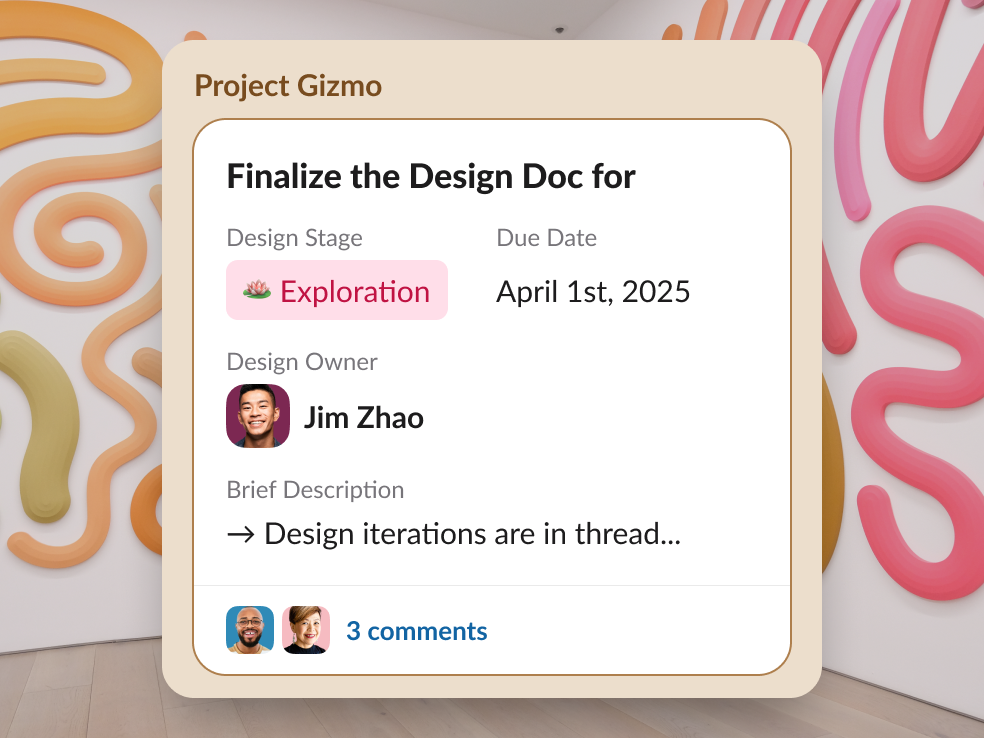 Project Gizmo
Finalize the Design Doc for
Design Stage
Due Date
Exploration
April 1st, 2025
Design Owner
Jim Zhao
Brief Description
→ Design iterations are in thread...
3 comments